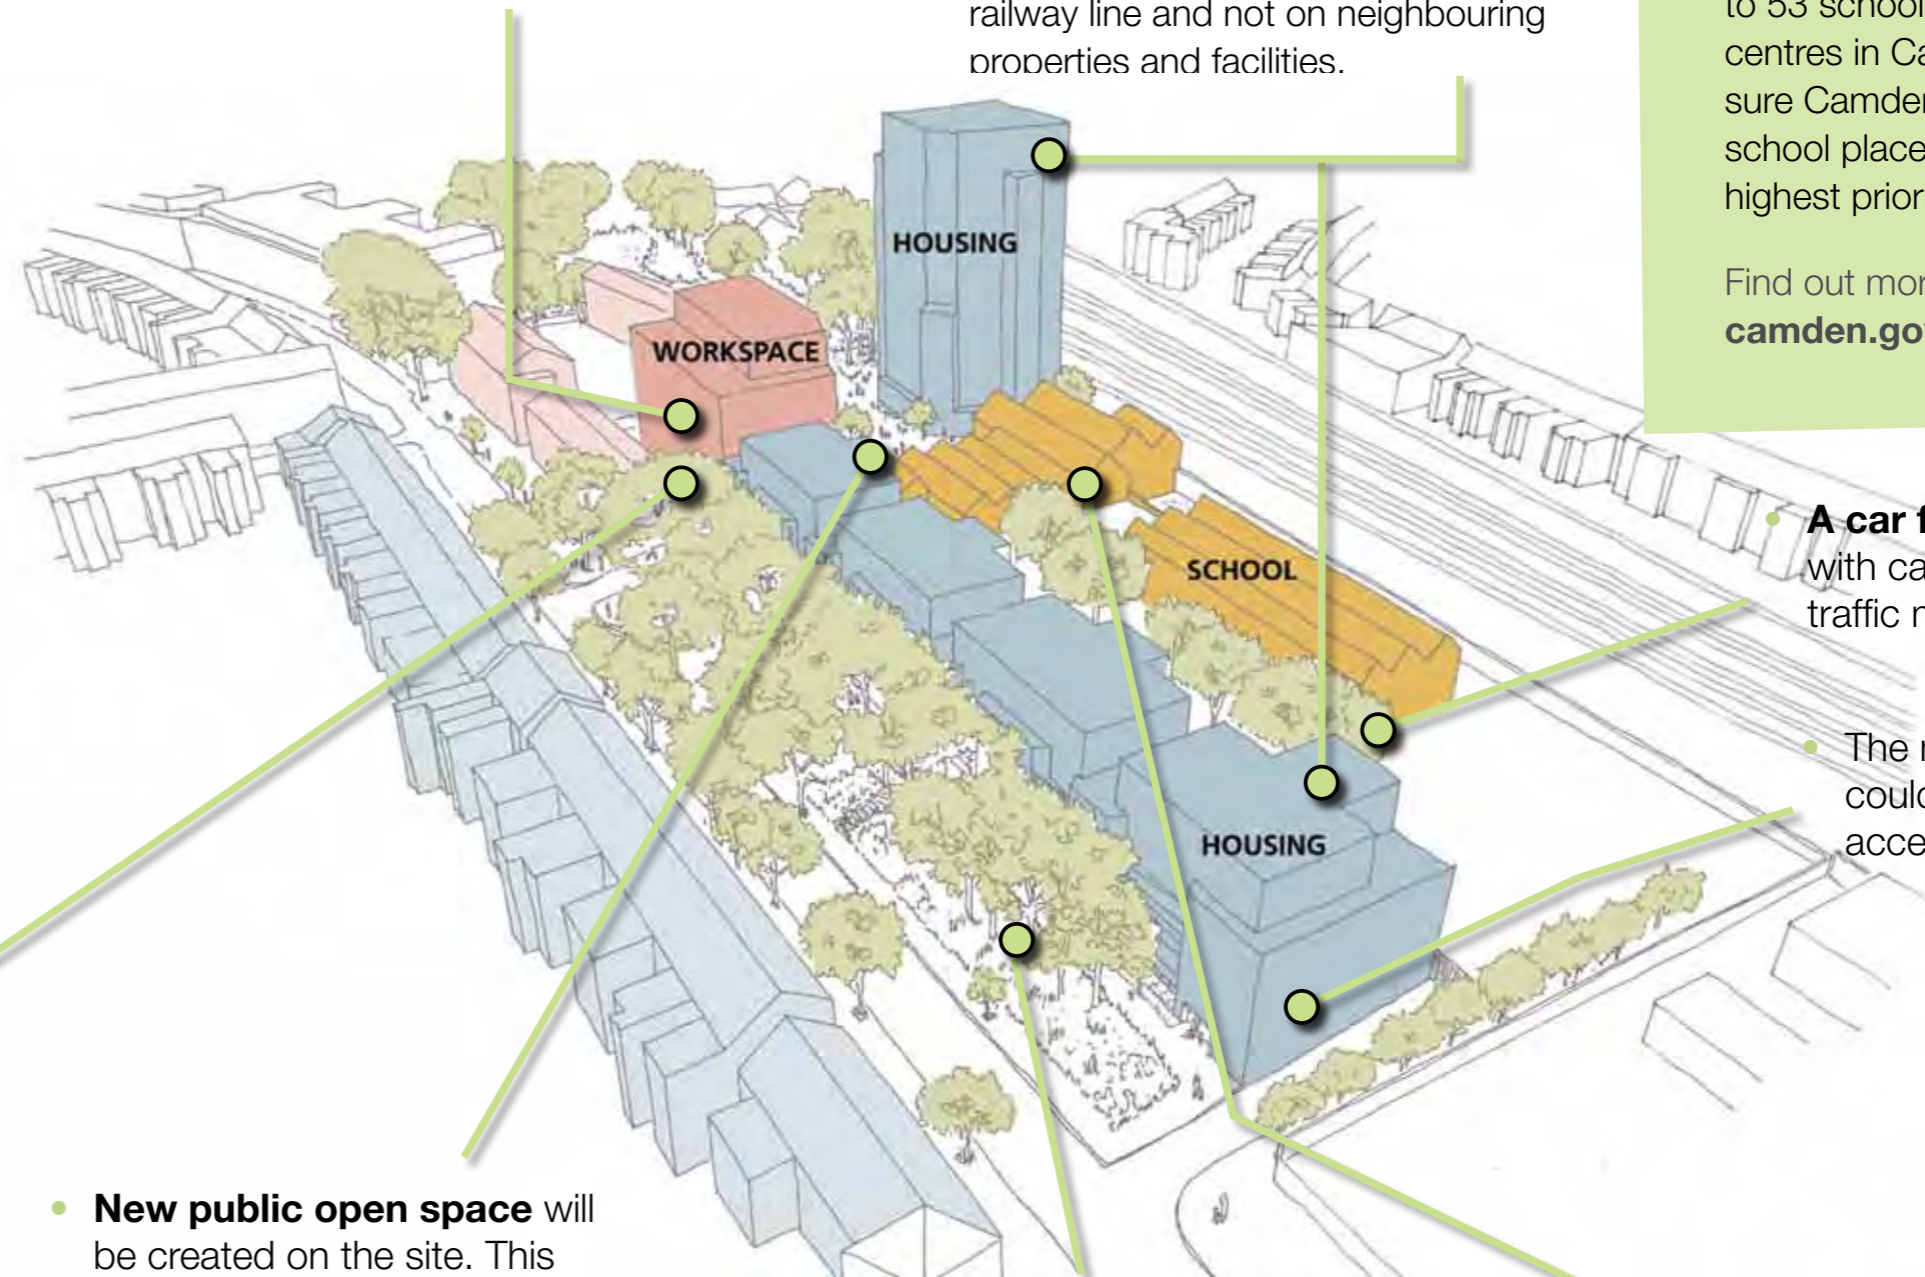 railway line and not on neighbouring
properties and facilities.
to 53 school
centres in Ca
sure Camden
school place
highest prior
Find out mor
camden.go
HOUSING
WORKSPACE
SCHOOL
HOUSING
• A car f
with ca
traffic r
• The r
could
acce
• New public open space will
be created on the site. This